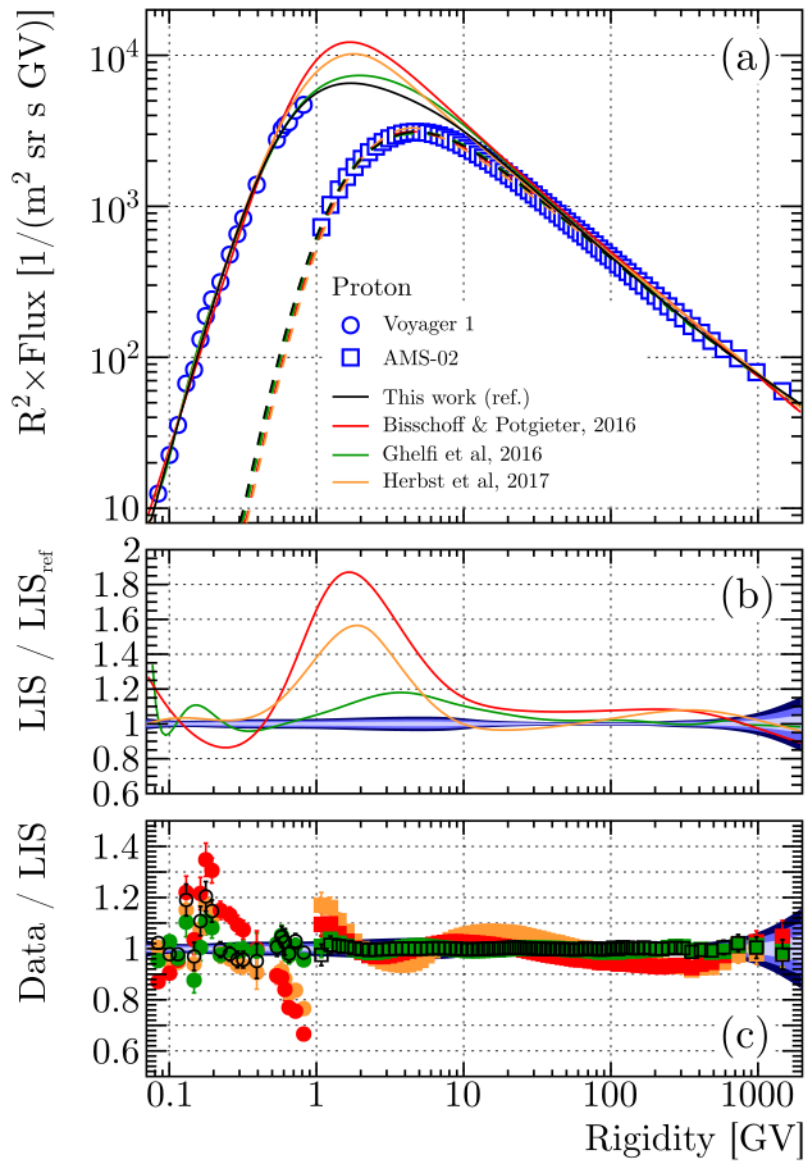 (a)
10⁴
10³
10²
10
R²×Flux [1/(m² sr s GV)]
Proton
Voyager 1
AMS-02
This work (ref.)
Bisschoff & Potgieter, 2016
Ghelfi et al, 2016
Herbst et al, 2017
(b)
2
1.8
1.6
1.4
1.2
1
0.8
0.6
LIS / LIS_ref
1.4
1.2
1
0.8
0.6
Data / LIS
(c)
0.1 1 10 100 1000
Rigidity [GV]